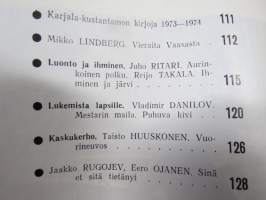 Karjala-kustantamon kirjoja 1973—1974 111
Mikko LINDBERG. Vieraita Vaasasta 112
Luonto ja ihminen. Juho RITARI. Aurin-
koinen polku. Reijo TAKALA. Ih-
minen ja järvi 115
Lukemista lapsille. Vladimir DANILOV.
Mestarin maila. Puhuva kivi 120
Kaskukerho. Taisto HUUSKONEN. Vuo-
rineuvos 126
Jaakko RUGOJEV, Eero OJANEN. Sinä
et sitä tietänyt 128